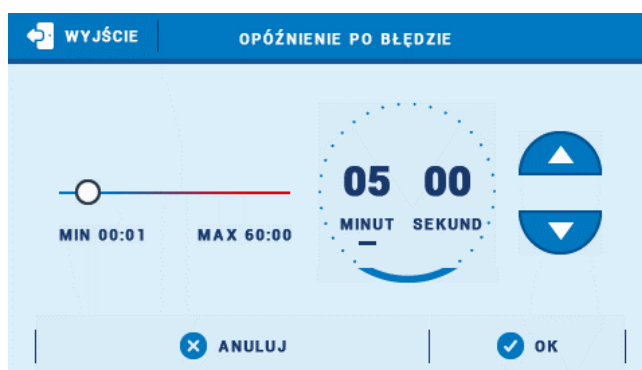 WYJŚCIE
OPÓŹNIENIE PO BŁĘDZIE
05 00
MINUT SEKUND
MIN 00:01 MAX 60:00
ANULUJ
OK